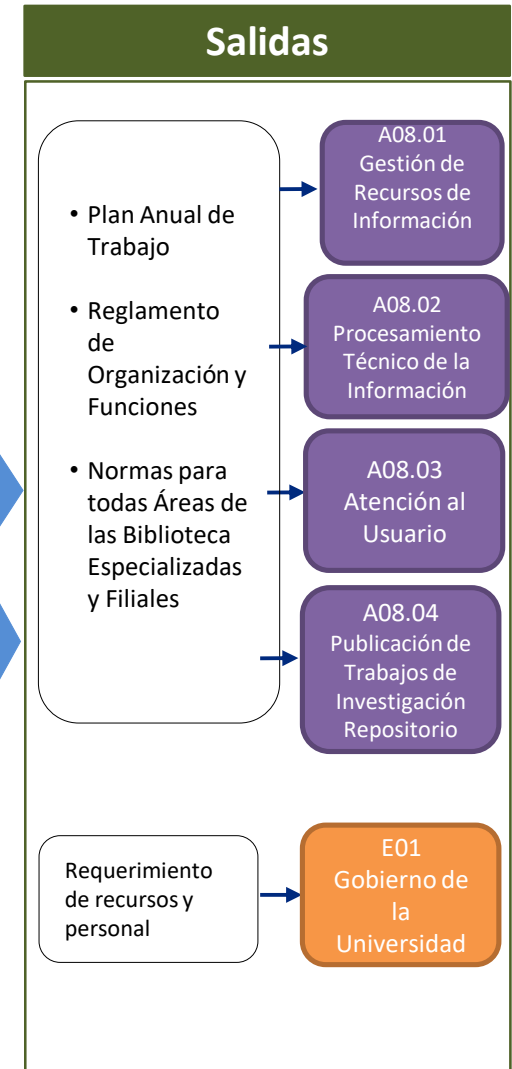 Salidas
• Plan Anual de
Trabajo
• Reglamento
de
Organización y
Funciones
• Normas para
todas Áreas de
las Biblioteca
Especializadas
y Filiales
A08.01
Gestión de
Recursos de
Información
A08.02
Procesamiento
Técnico de la
Información
A08.03
Atención al
Usuario
A08.04
Publicación de
Trabajos de
Investigación
Repositorio
Requerimiento
de recursos y
personal
E01
Gobierno de
la
Universidad